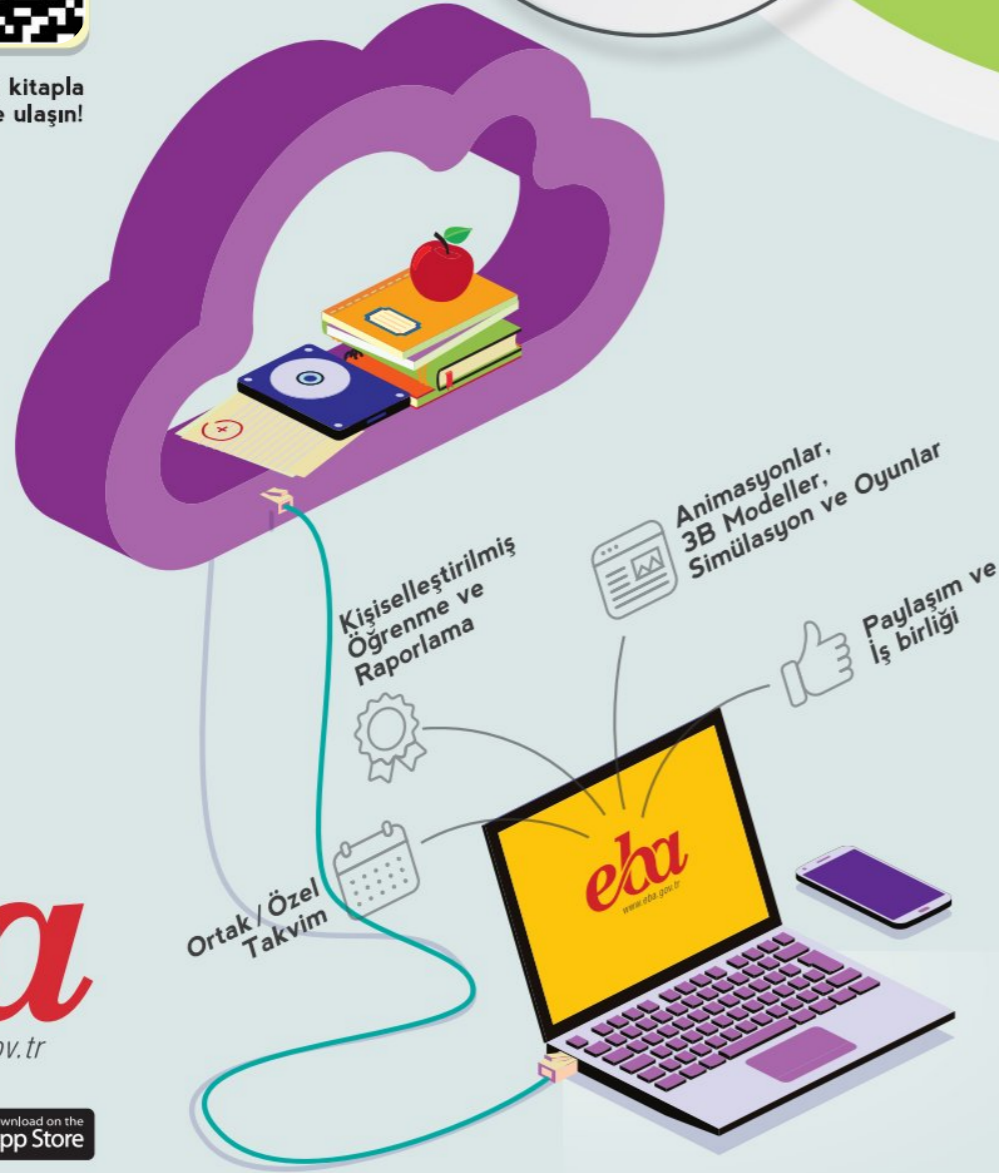 kitapla
ulaşın!
Animasyonlar,
3B Modeller,
Simülasyon ve Oyunlar
Kişiselleştirilmiş
Öğrenme ve
Raporlama
Paylaşım ve
İş birliği
Ortak / Özel
Takvim
eba
www.eba.gov.tr
a
ov.tr
wnload on the
pp Store